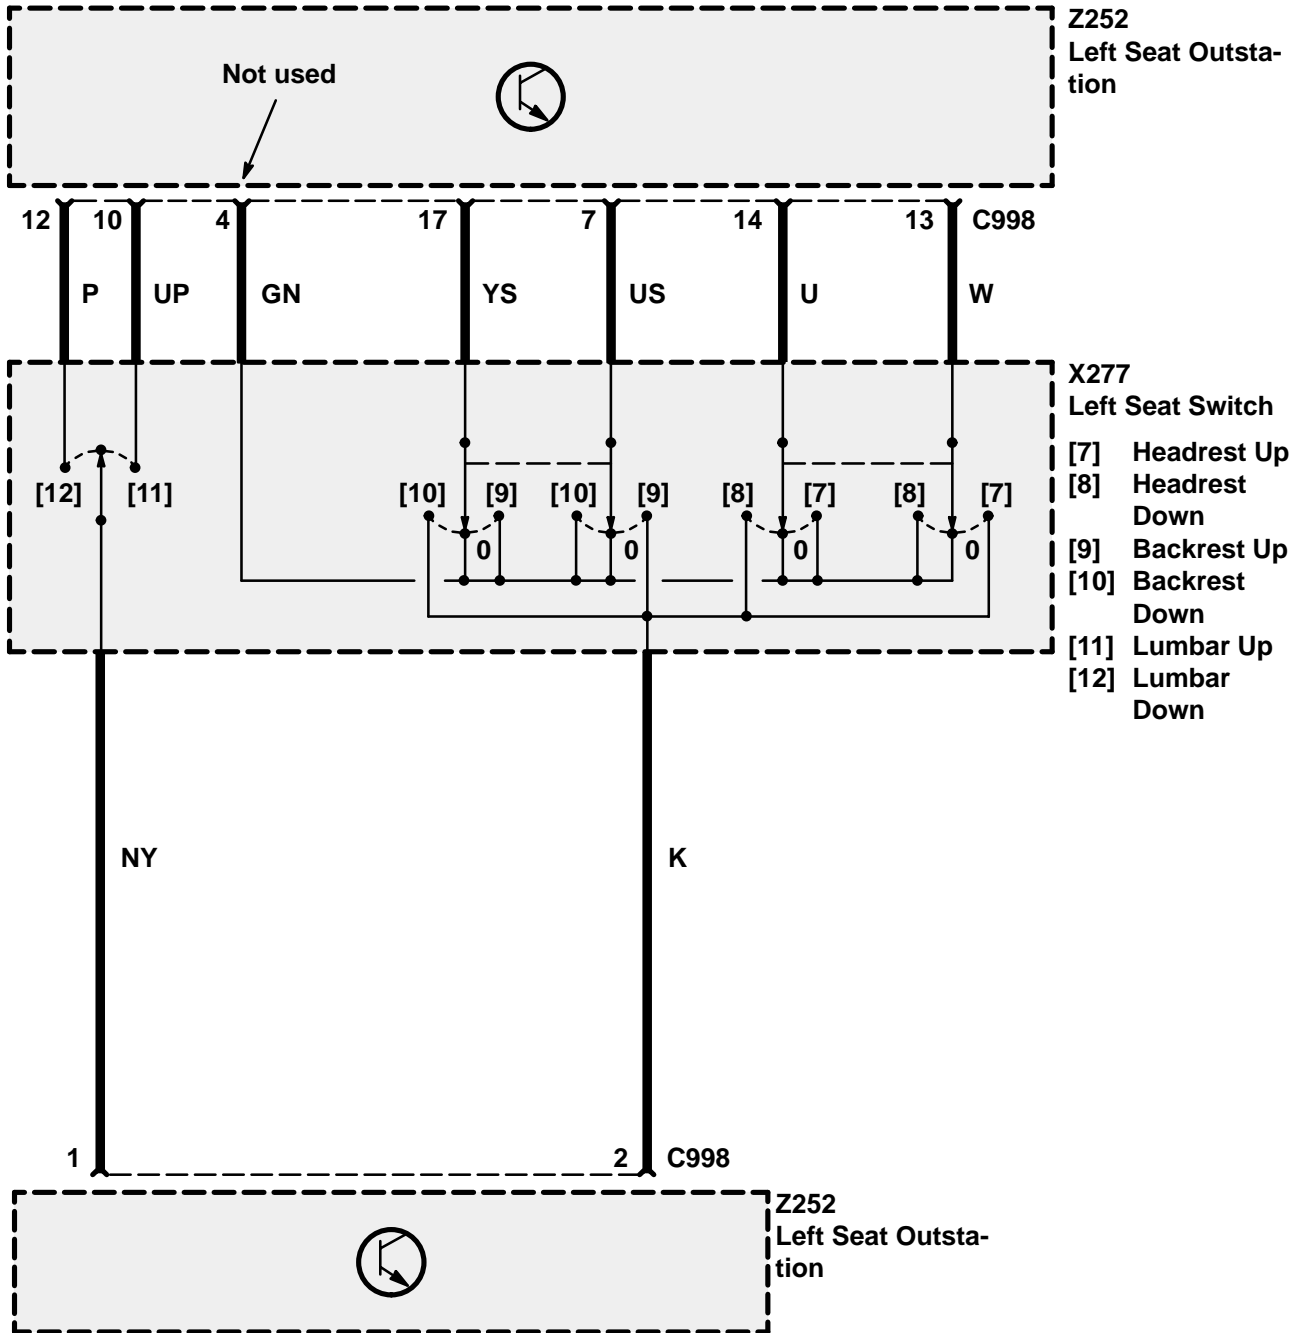 Z252
Left Seat Outsta-
tion
Not used
12 10 4 17 7 14 13 C998
P UP GN YS US U W
X277
Left Seat Switch
[7] Headrest Up
[8] Headrest
Down
[9] Backrest Up
[10] Backrest
Down
[11] Lumbar Up
[12] Lumbar
Down
[12] [11] [10] [9] [10] [9] [8] [7] [8] [7]
0 0 0 0
NY K
1 2 C998
Z252
Left Seat Outsta-
tion